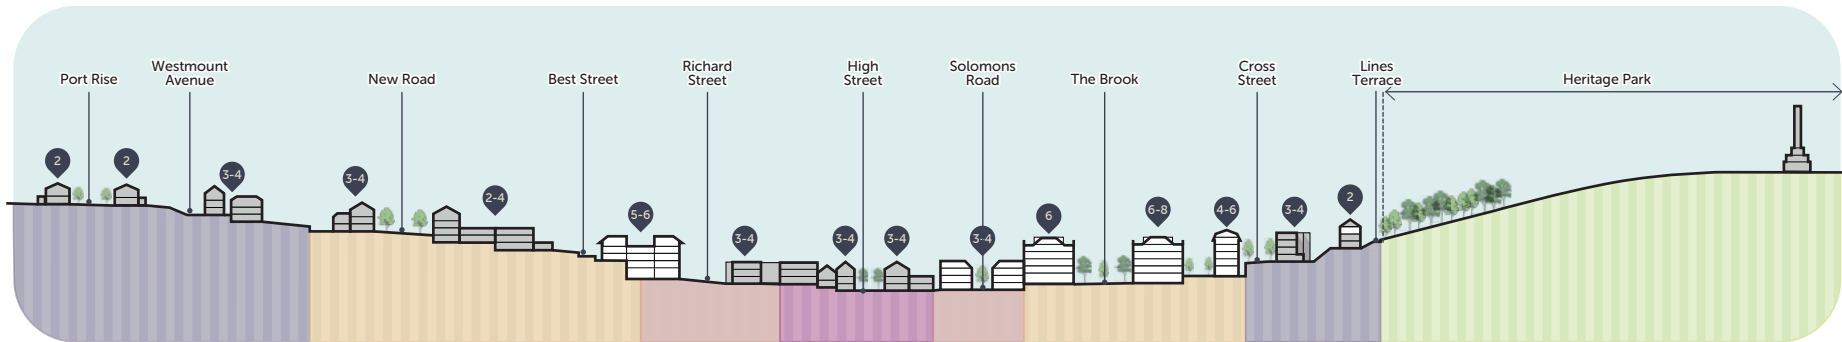 Port Rise
Westmount
Avenue
New Road
Best Street
Richard
Street
High
Street
Solomons
Road
The Brook
Cross
Street
Lines
Terrace
Heritage Park
2
2
3-4
3-4
2-4
5-6
3-4
3-4
3-4
3-4
6
6-8
4-6
3-4
2